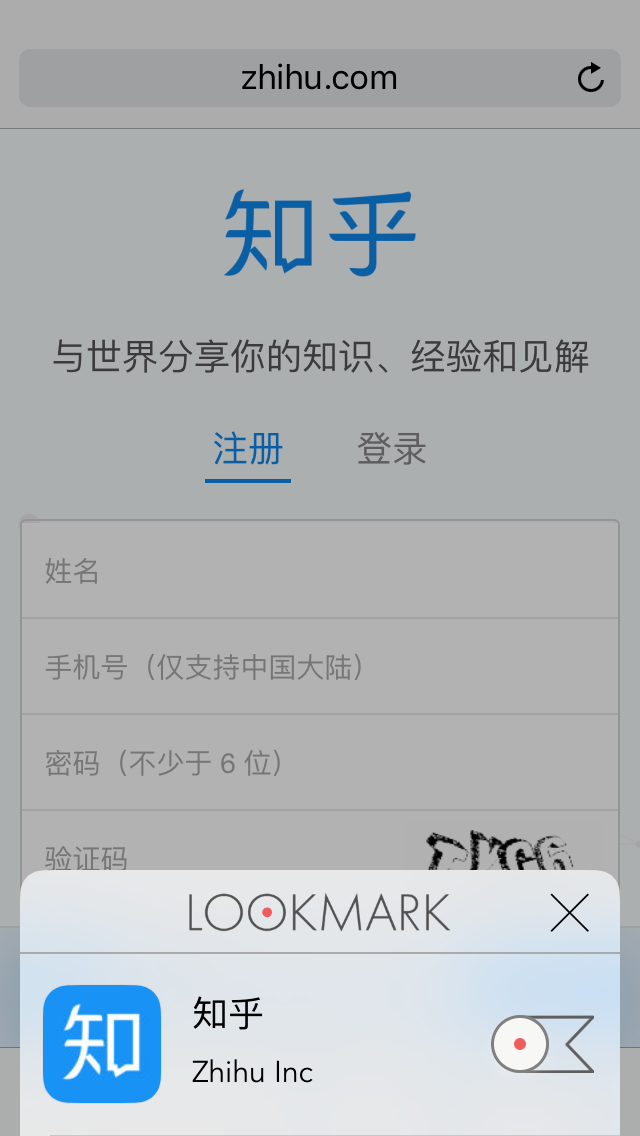 zhihu.com
知乎
与世界分享你的知识、经验和见解
注册 登录
姓名
手机号（仅支持中国大陆）
密码（不少于 6 位）
验证码
LOOKMARK
知 知乎
Zhihu Inc